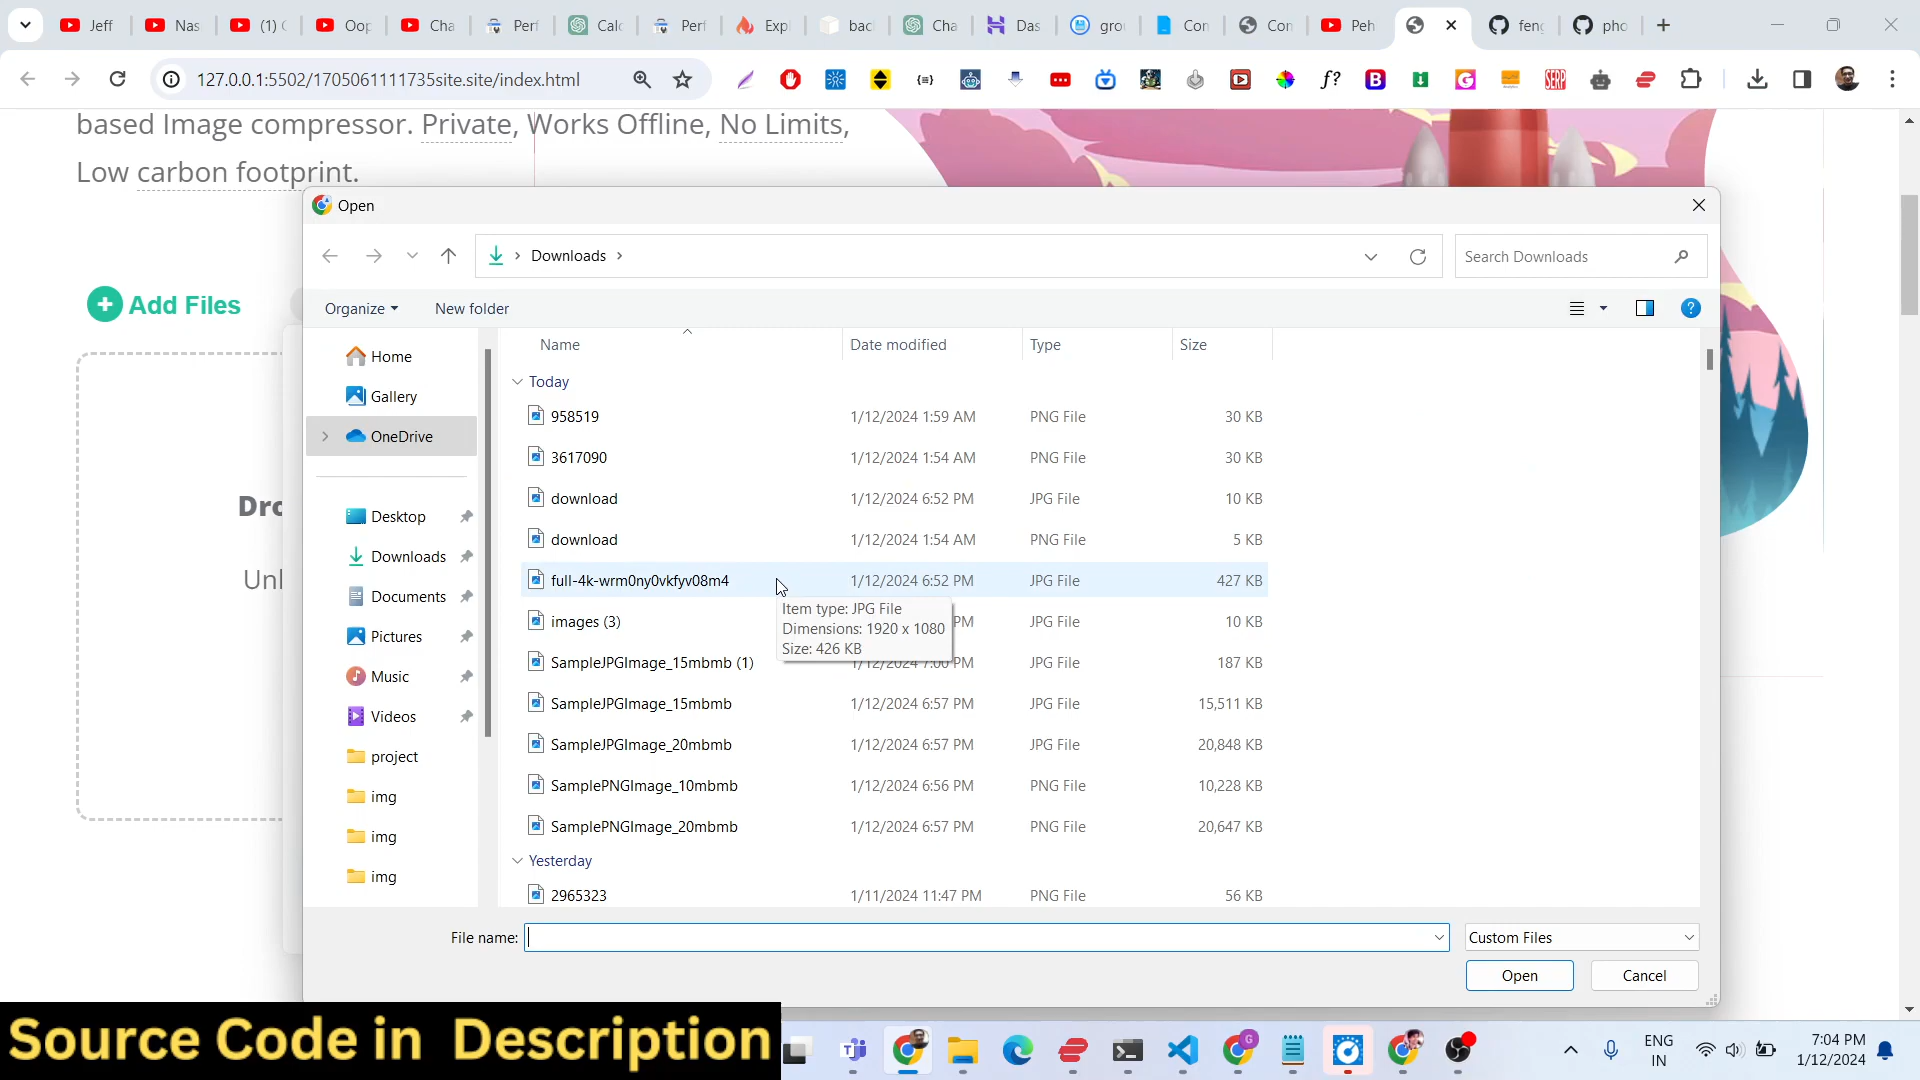 Jeff
Nas
(1) (
Oop
Cha
Perf
Calc
Perf
Expl
bac
Cha
Das
gro
Con
Con
Peh
feng
pho
127.0.0.1:5502/1705061111735site.site/index.html
based Image compressor. Private, Works Offline, No Limits,
Low carbon footprint.
Add Files
Dro
Unl
Open
Downloads
Search Downloads
Organize
New folder
Home
Gallery
OneDrive
Desktop
Downloads
Documents
Pictures
Music
Videos
project
img
img
img
Name Date modified Type Size
Today
958519 1/12/2024 1:59 AM PNG File 30 KB
3617090 1/12/2024 1:54 AM PNG File 30 KB
download 1/12/2024 6:52 PM JPG File 10 KB
download 1/12/2024 1:54 AM PNG File 5 KB
full-4k-wrm0ny0vkfyv08m4 1/12/2024 6:52 PM JPG File 427 KB
Item type: JPG File
Dimensions: 1920 x 1080
Size: 426 KB
images (3) PM JPG File 10 KB
SampleJPGImage_15mbmb (1) 1/12/2024 7:00 PM JPG File 187 KB
SampleJPGImage_15mbmb 1/12/2024 6:57 PM JPG File 15,511 KB
SampleJPGImage_20mbmb 1/12/2024 6:57 PM JPG File 20,848 KB
SamplePNGImage_10mbmb 1/12/2024 6:56 PM PNG File 10,228 KB
SamplePNGImage_20mbmb 1/12/2024 6:57 PM PNG File 20,647 KB
Yesterday
2965323 1/11/2024 11:47 PM PNG File 56 KB
File name:
Custom Files
Open
Cancel
Source Code in Description
ENG
IN
7:04 PM
1/12/2024